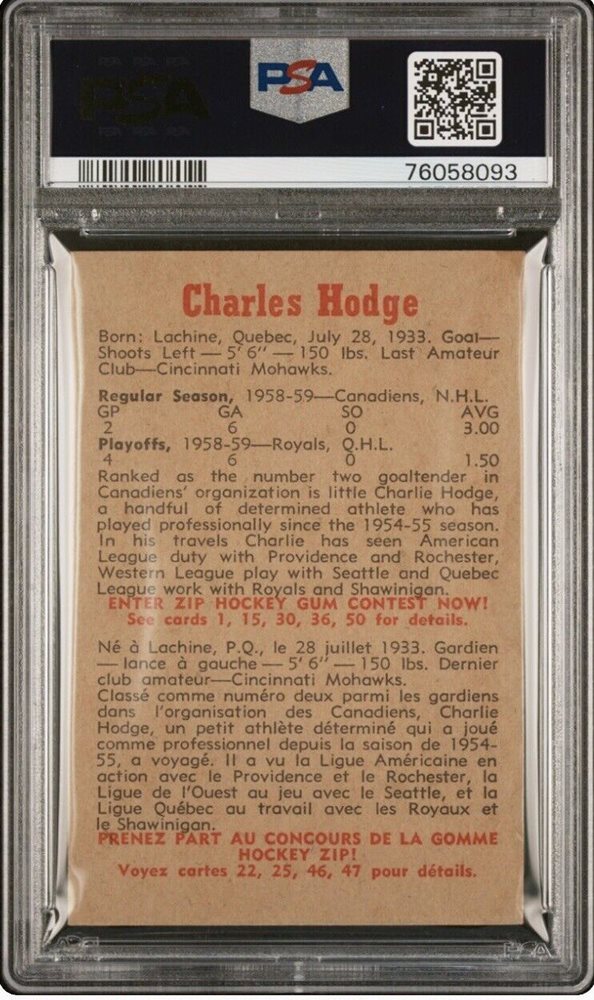 PSA
PSA
76058093
Charles Hodge
Born: Lachine, Quebec, July 28, 1933. Goal—
Shoots Left — 5' 6'' — 150 lbs. Last Amateur
Club—Cincinnati Mohawks.
Regular Season, 1958-59—Canadiens, N.H.L.
GP GA SO AVG
2 6 0 3.00
Playoffs, 1958-59—Royals, Q.H.L.
4 6 0 1.50
Ranked as the number two goaltender in
Canadiens' organization is little Charlie Hodge,
a handful of determined athlete who has
played professionally since the 1954-55 season.
In his travels Charlie has seen American
League duty with Providence and Rochester,
Western League play with Seattle and Quebec
League work with Royals and Shawinigan.
ENTER ZIP HOCKEY GUM CONTEST NOW!
See cards 1, 15, 30, 36, 50 for details.
Né à Lachine, P.Q., le 28 juillet 1933. Gardien
— lance à gauche — 5' 6'' — 150 lbs. Dernier
club amateur—Cincinnati Mohawks.
Classé comme numéro deux parmi les gardiens
dans l'organisation des Canadiens, Charlie
Hodge, un petit athlète déterminé qui a joué
comme professionnel depuis la saison de 1954-
55, a voyagé. Il a vu la Ligue Américaine en
action avec le Providence et le Rochester, la
Ligue de l'Ouest au jeu avec le Seattle, et la
Ligue Québec au travail avec les Royaux et
le Shawinigan.
PRENEZ PART AU CONCOURS DE LA GOMME
HOCKEY ZIP!
Voyez cartes 22, 25, 46, 47 pour détails.
PSA